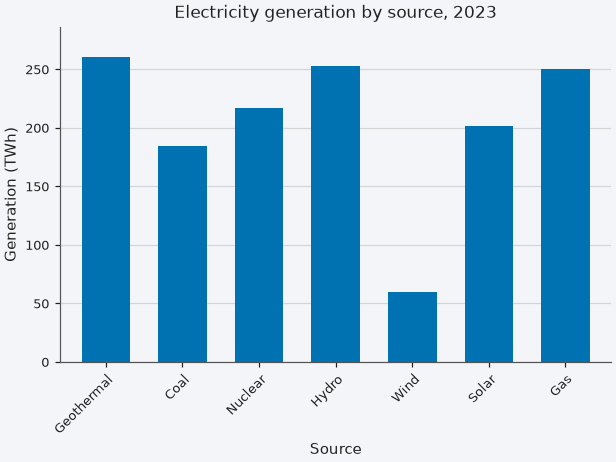 Electricity generation by source, 2023
Generation (TWh)
250
200
150
100
50
0
Geothermal
Coal
Nuclear
Hydro
Wind
Solar
Gas
Source